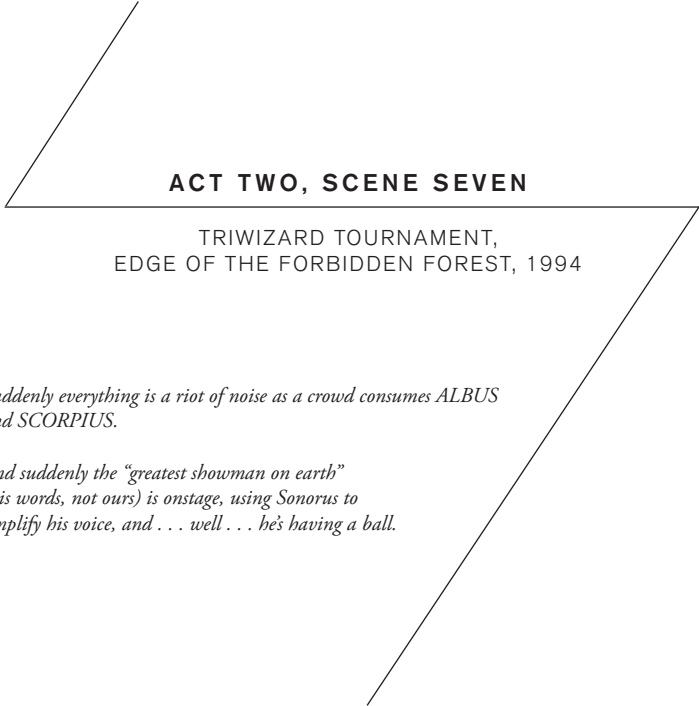 ACT TWO, SCENE SEVEN
TRIWIZARD TOURNAMENT,
EDGE OF THE FORBIDDEN FOREST, 1994
uddenly everything is a riot of noise as a crowd consumes ALBUS
nd SCORPIUS.
nd suddenly the “greatest showman on earth”
is words, not ours) is onstage, using Sonorus to
mplify his voice, and . . . well . . . he’s having a ball.